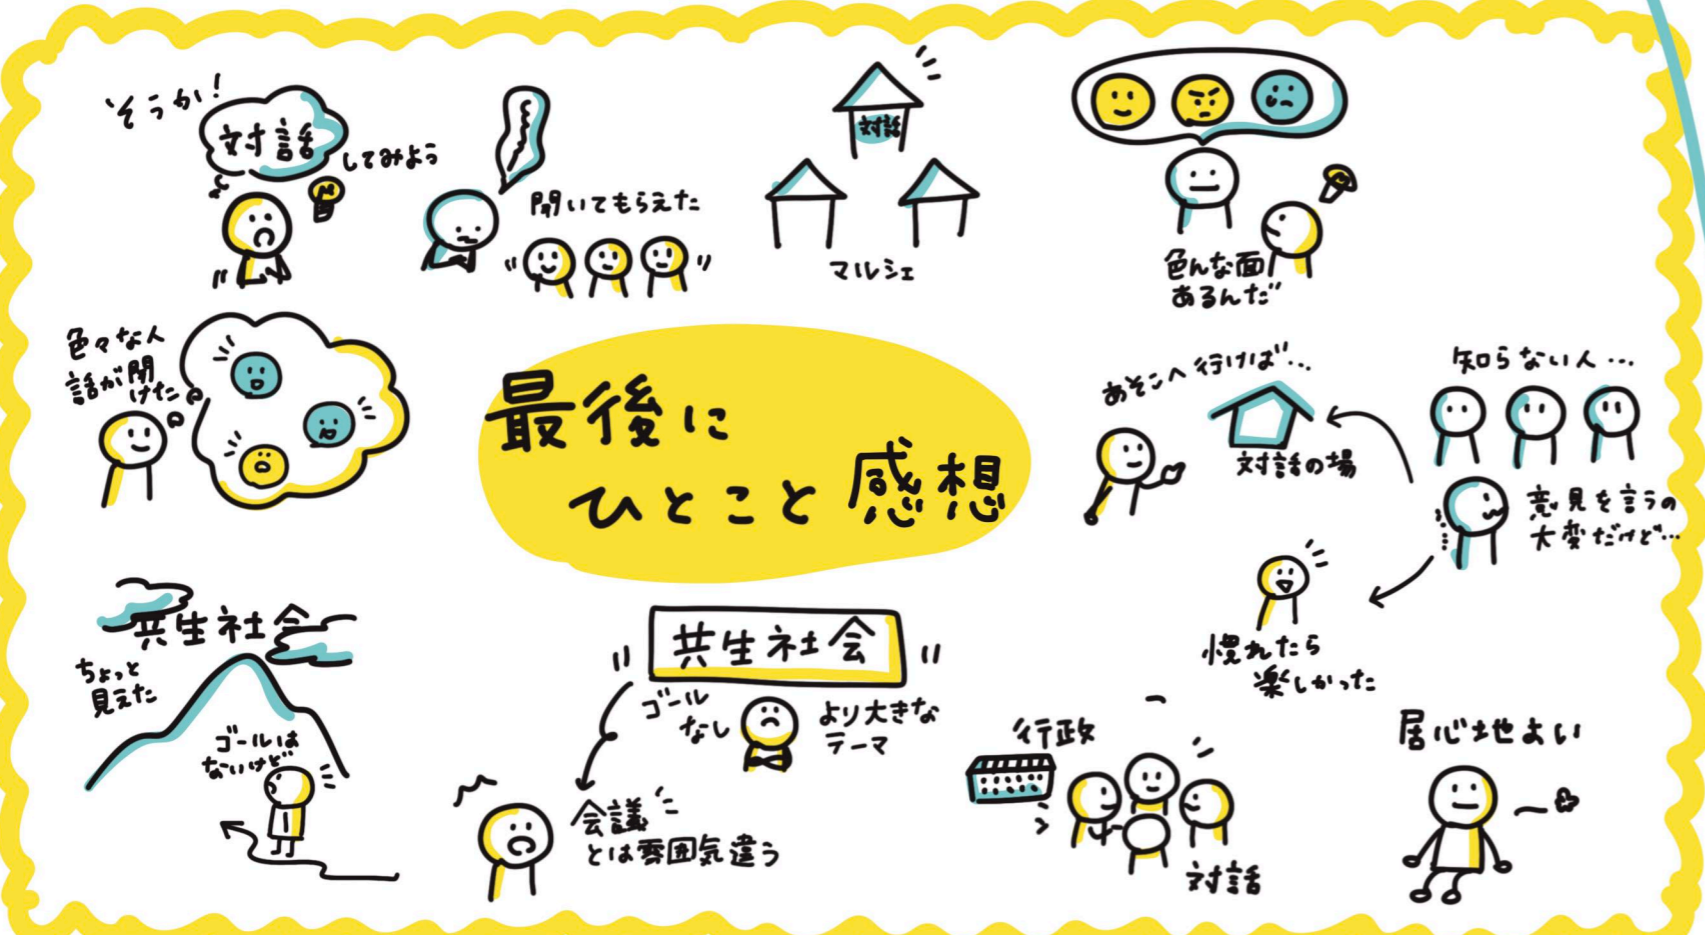 そうか!
対話
してみよう
聞いてもらえた
対話
マルシェ
色んな面
あるんだ
色々な人
話が聞
けた
最後に
ひとこと感想
あそこへ行けば…
対話の場
知らない人…
意見を言うの
大変だけど…
慣れたら
楽しかった
共生社会
ちょっと
見えた
ゴールは
ないけど
共生社会
ゴール
なし
より大きな
テーマ
会議
とは雰囲気違う
行政
対話
居心地よい